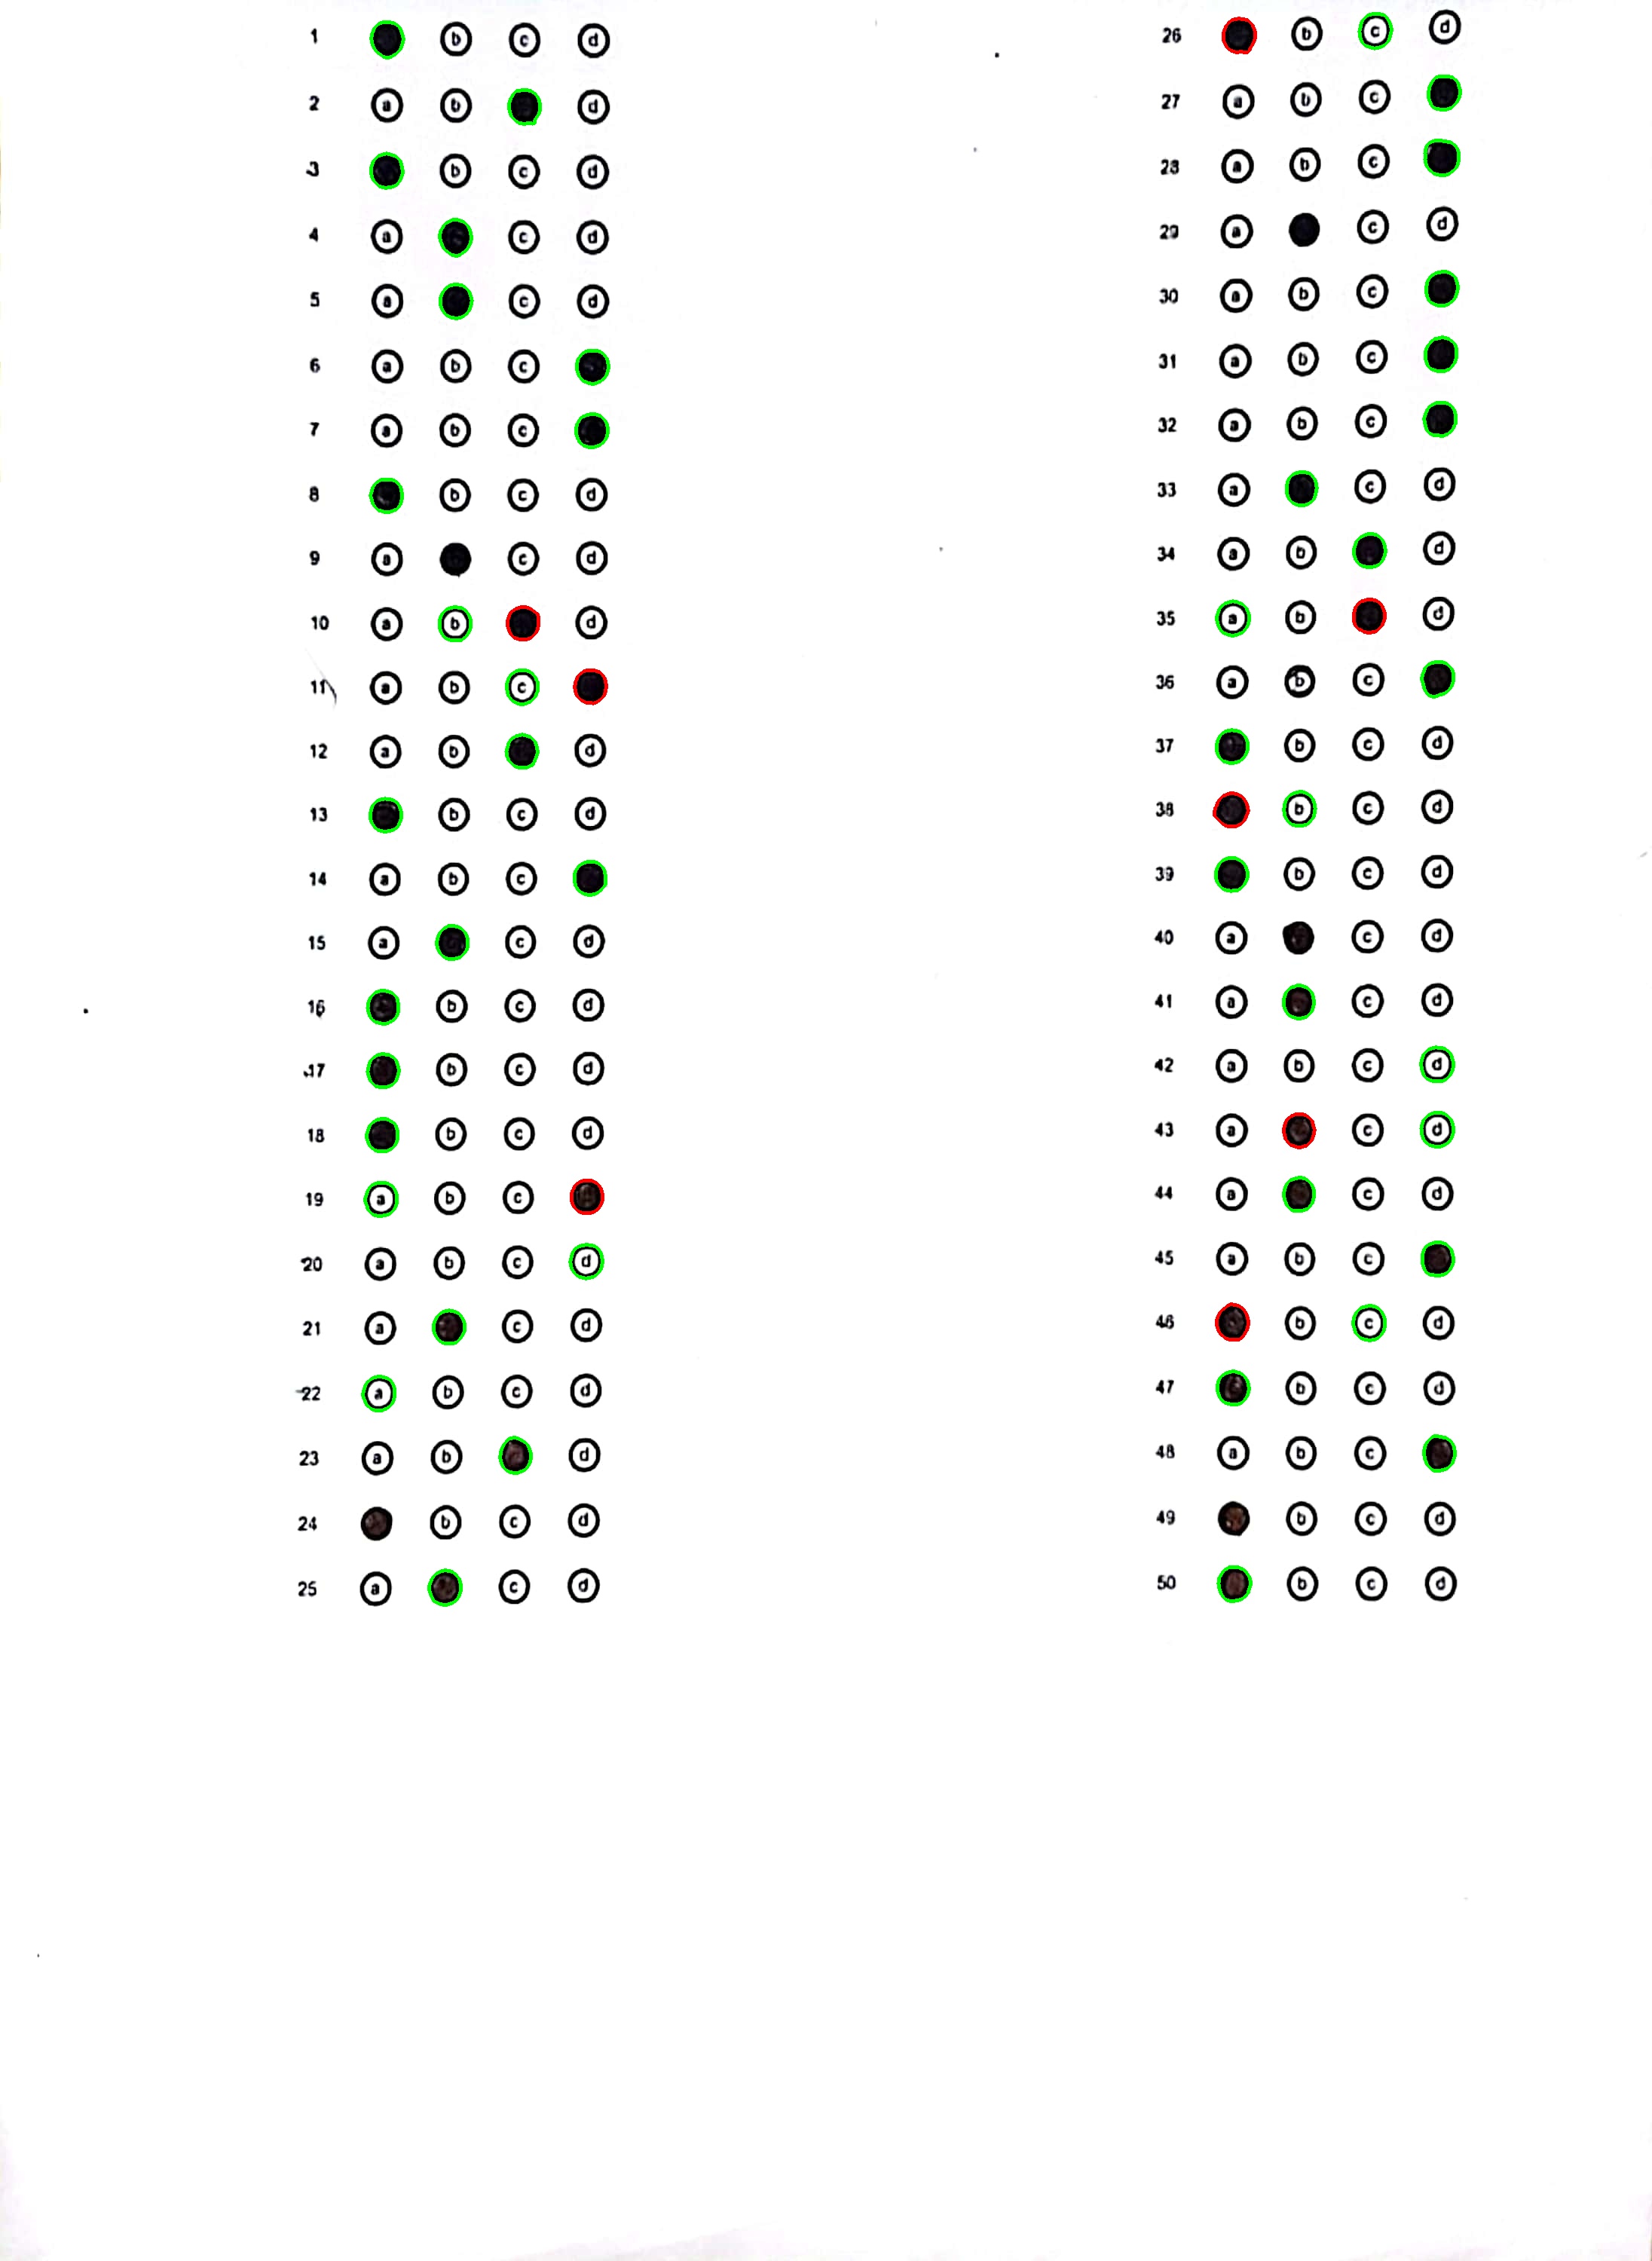 1 b c d
2 a b d
3 b c d
4 a c d
5 a c d
6 a b c
7 a b c
8 b c d
9 a c d
10 a b d
11 a b c
12 a b d
13 b c d
14 a b c
15 a c d
16 b c d
17 b c d
18 b c d
19 a b c
20 a b c d
21 a c d
22 a b c d
23 a b d
24 b c d
25 a c d
26 b c d
27 a b c
28 a b c
29 a c d
30 a b c
31 a b c
32 a b c
33 a c d
34 a b d
35 a b d
36 a b c
37 b c d
38 b c d
39 b c d
40 a c d
41 a c d
42 a b c d
43 a c d
44 a c d
45 a b c
46 b c d
47 b c d
48 a b c
49 b c d
50 b c d